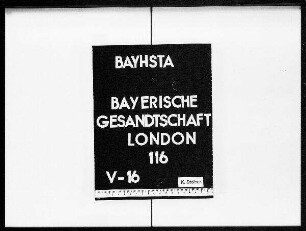 BAYHSTA
BAYERISCHE
GESANDTSCHAFT
LONDON
116
V-16